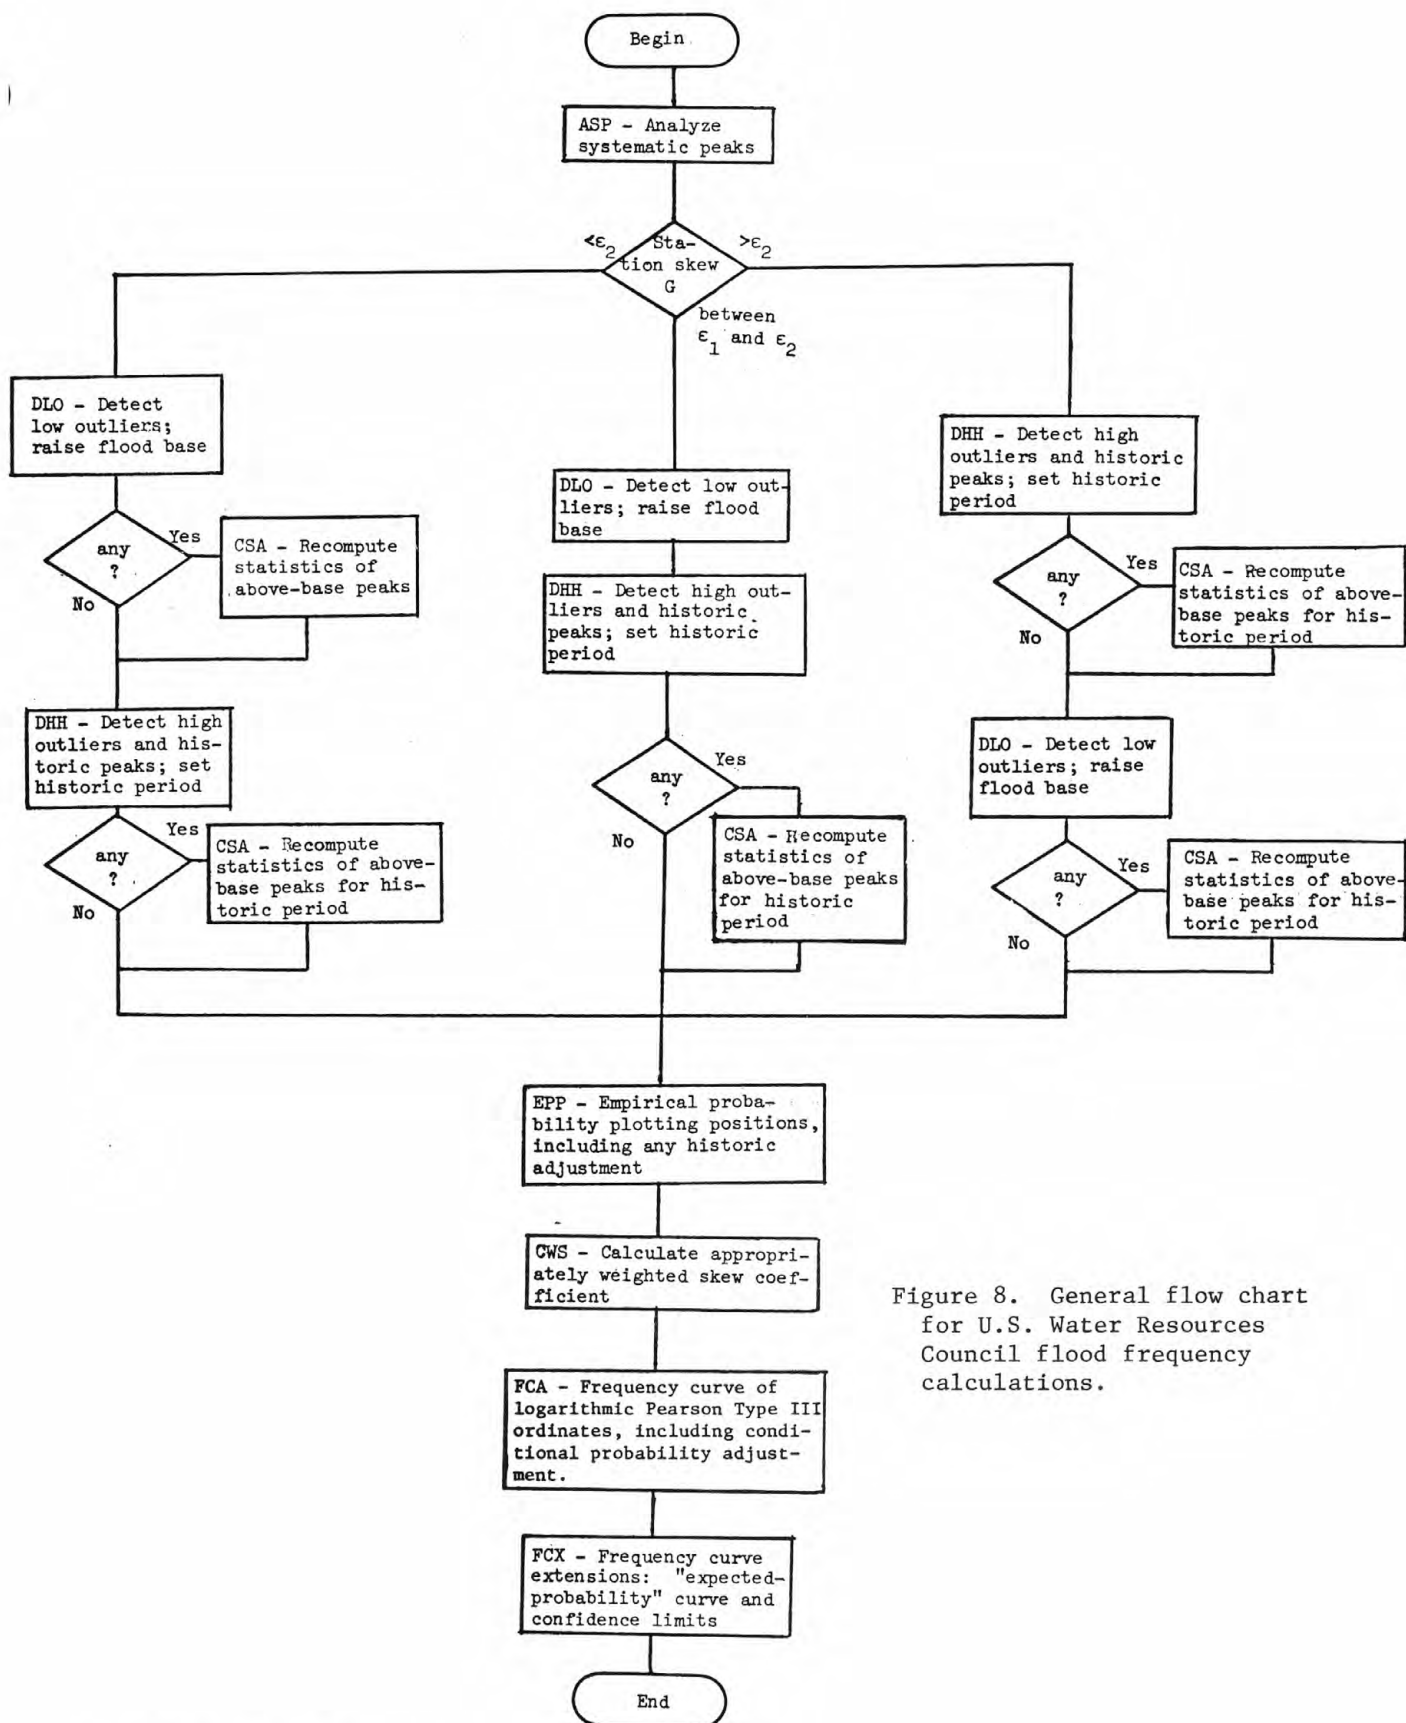 Begin
ASP - Analyze
systematic peaks
<ε2
Sta-
tion skew
G
>ε2
between
ε1 and ε2
DLO - Detect
low outliers;
raise flood base
any
?
Yes
No
CSA - Recompute
statistics of
above-base peaks
DHH - Detect high
outliers and his-
toric peaks; set
historic period
any
?
Yes
No
CSA - Recompute
statistics of above-
base peaks for his-
toric period
DLO - Detect low out-
liers; raise flood
base
DHH - Detect high out-
liers and historic
peaks; set historic
period
any
?
Yes
No
CSA - Recompute
statistics of
above-base peaks
for historic
period
DHH - Detect high
outliers and historic
peaks; set historic
period
any
?
Yes
No
CSA - Recompute
statistics of above-
base peaks for his-
toric period
DLO - Detect low
outliers; raise
flood base
any
?
Yes
No
CSA - Recompute
statistics of above-
base peaks for his-
toric period
EPP - Empirical proba-
bility plotting positions,
including any historic
adjustment
CWS - Calculate appropri-
ately weighted skew coef-
ficient
FCA - Frequency curve of
logarithmic Pearson Type III
ordinates, including condi-
tional probability adjust-
ment.
FCX - Frequency curve
extensions: "expected-
probability" curve and
confidence limits
End
Figure 8. General flow chart
for U.S. Water Resources
Council flood frequency
calculations.